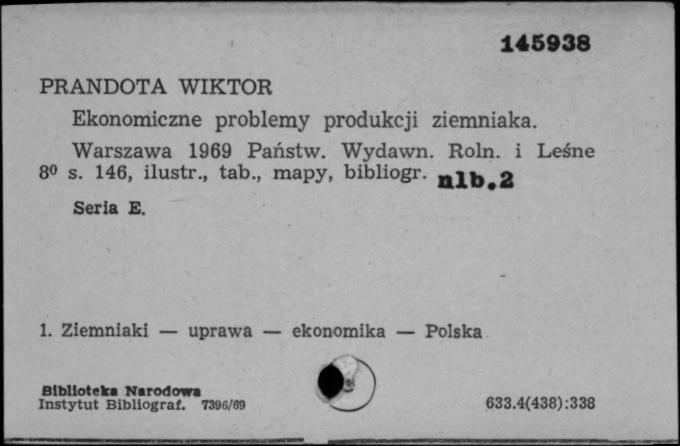 145938
PRANDOTA WIKTOR
Ekonomiczne problemy produkcji ziemniaka.
Warszawa 1969 Państw. Wydawn. Roln. i Leśne
8⁰ s. 146, ilustr., tab., mapy, bibliogr. nlb.2
Seria E.
1. Ziemniaki — uprawa — ekonomika — Polska
Biblioteka Narodowa
Instytut Bibliograf. 7396/69
633.4(438):338